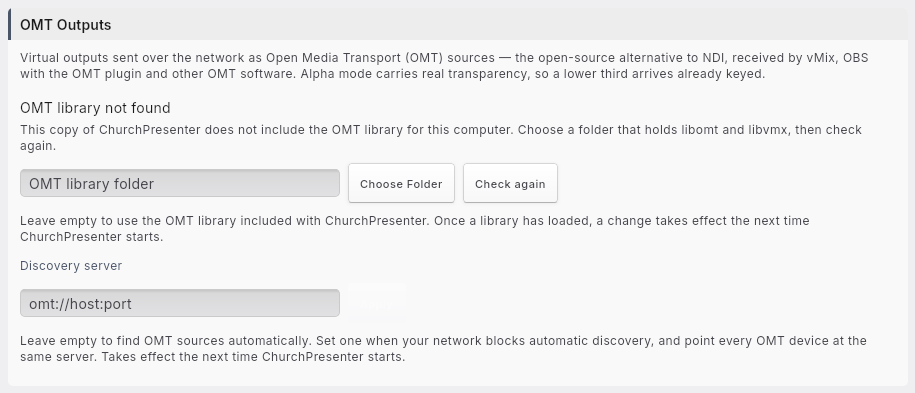 OMT Outputs
Virtual outputs sent over the network as Open Media Transport (OMT) sources — the open-source alternative to NDI, received by vMix, OBS
with the OMT plugin and other OMT software. Alpha mode carries real transparency, so a lower third arrives already keyed.
OMT library not found
This copy of ChurchPresenter does not include the OMT library for this computer. Choose a folder that holds libomt and libvmx, then check
again.
OMT library folder
Choose Folder
Check again
Leave empty to use the OMT library included with ChurchPresenter. Once a library has loaded, a change takes effect the next time
ChurchPresenter starts.
Discovery server
omt://host:port
Leave empty to find OMT sources automatically. Set one when your network blocks automatic discovery, and point every OMT device at the
same server. Takes effect the next time ChurchPresenter starts.